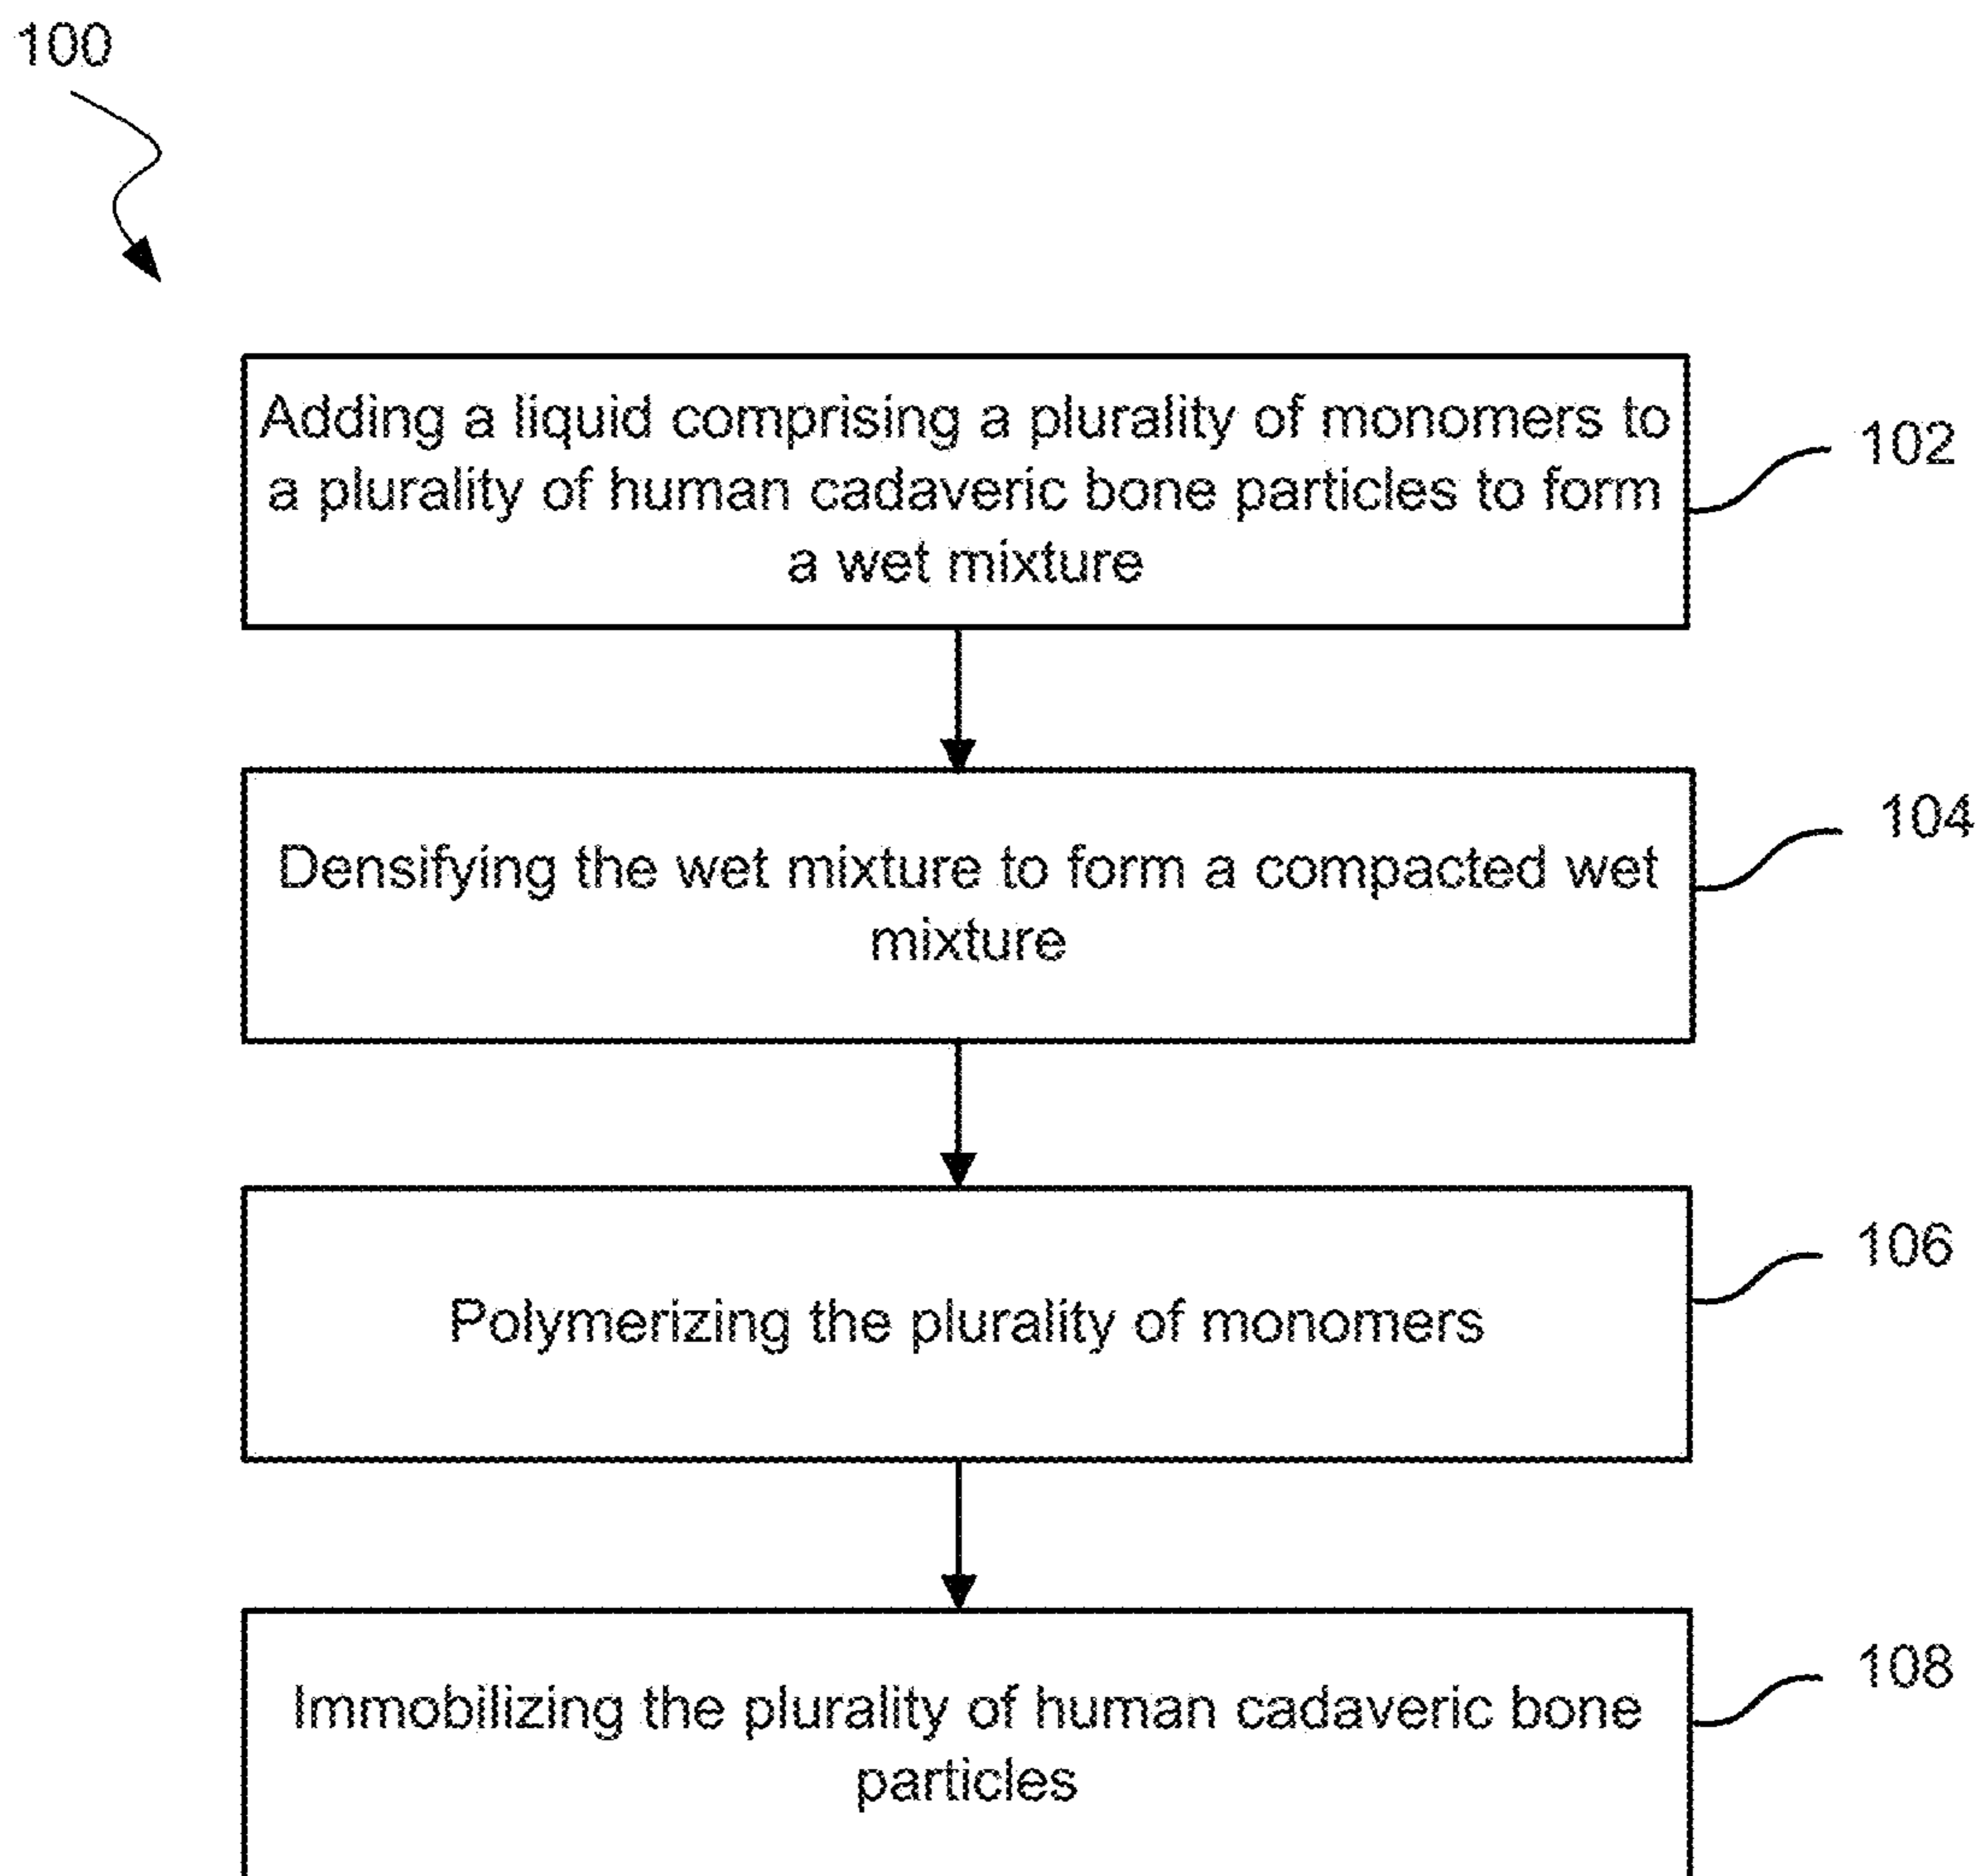 100
Adding a liquid comprising a plurality of monomers to
a plurality of human cadaveric bone particles to form
a wet mixture
102
Densifying the wet mixture to form a compacted wet
mixture
104
Polymerizing the plurality of monomers
106
Immobilizing the plurality of human cadaveric bone
particles
108